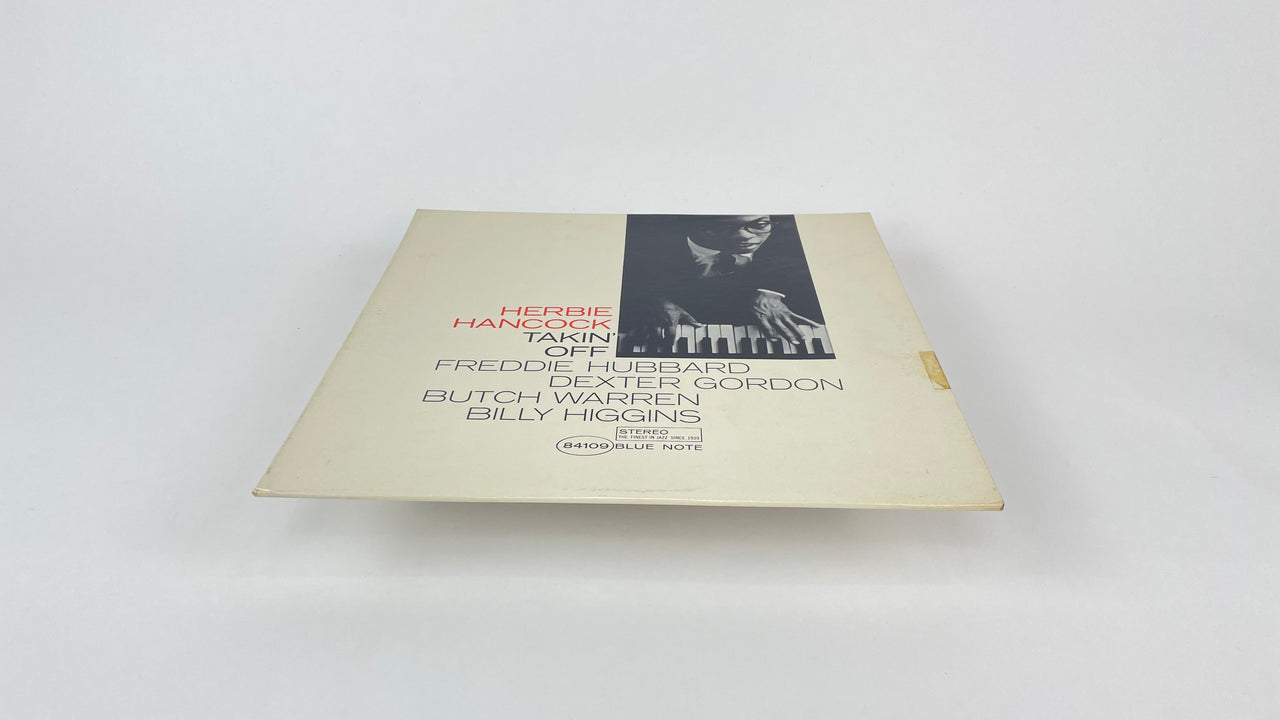 HERBIE
HANCOCK
TAKIN'
OFF
FREDDIE HUBBARD
DEXTER GORDON
BUTCH WARREN
BILLY HIGGINS
STEREO
THE FINEST IN JAZZ SINCE 1939
84109 BLUE NOTE